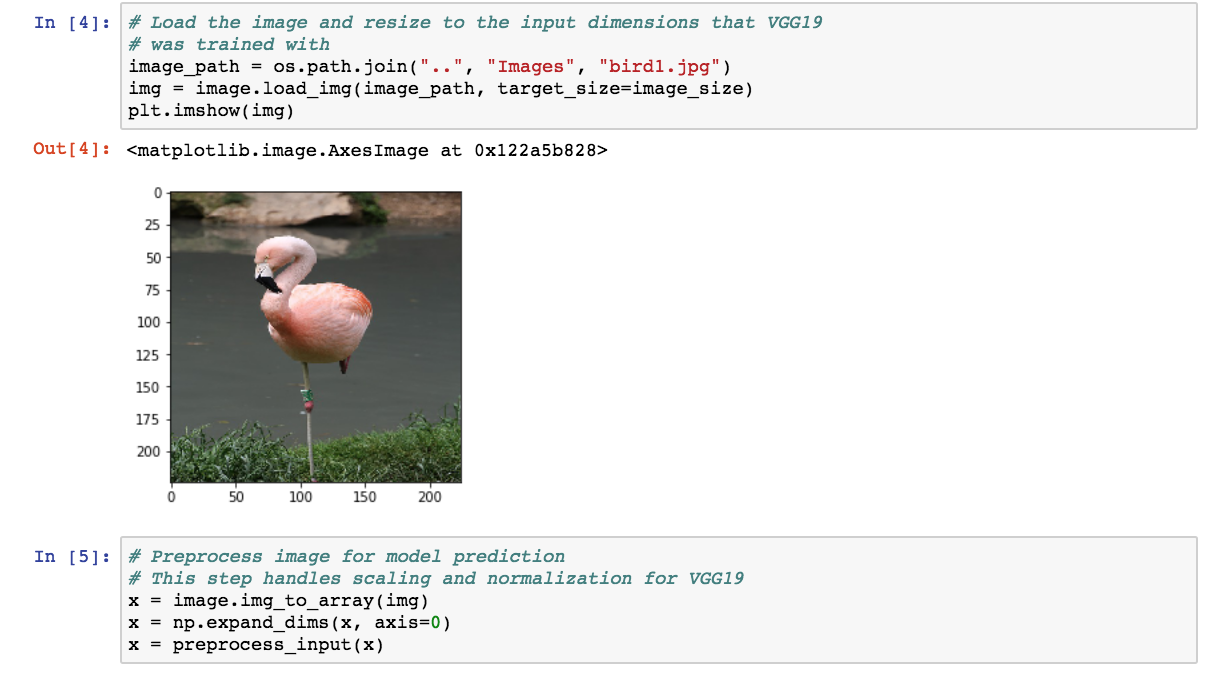 In [4]: # Load the image and resize to the input dimensions that VGG19
# was trained with
image_path = os.path.join("..", "Images", "bird1.jpg")
img = image.load_img(image_path, target_size=image_size)
plt.imshow(img)
Out[4]: <matplotlib.image.AxesImage at 0x122a5b828>
0
25
50
75
100
125
150
175
200
0 50 100 150 200
In [5]: # Preprocess image for model prediction
# This step handles scaling and normalization for VGG19
x = image.img_to_array(img)
x = np.expand_dims(x, axis=0)
x = preprocess_input(x)